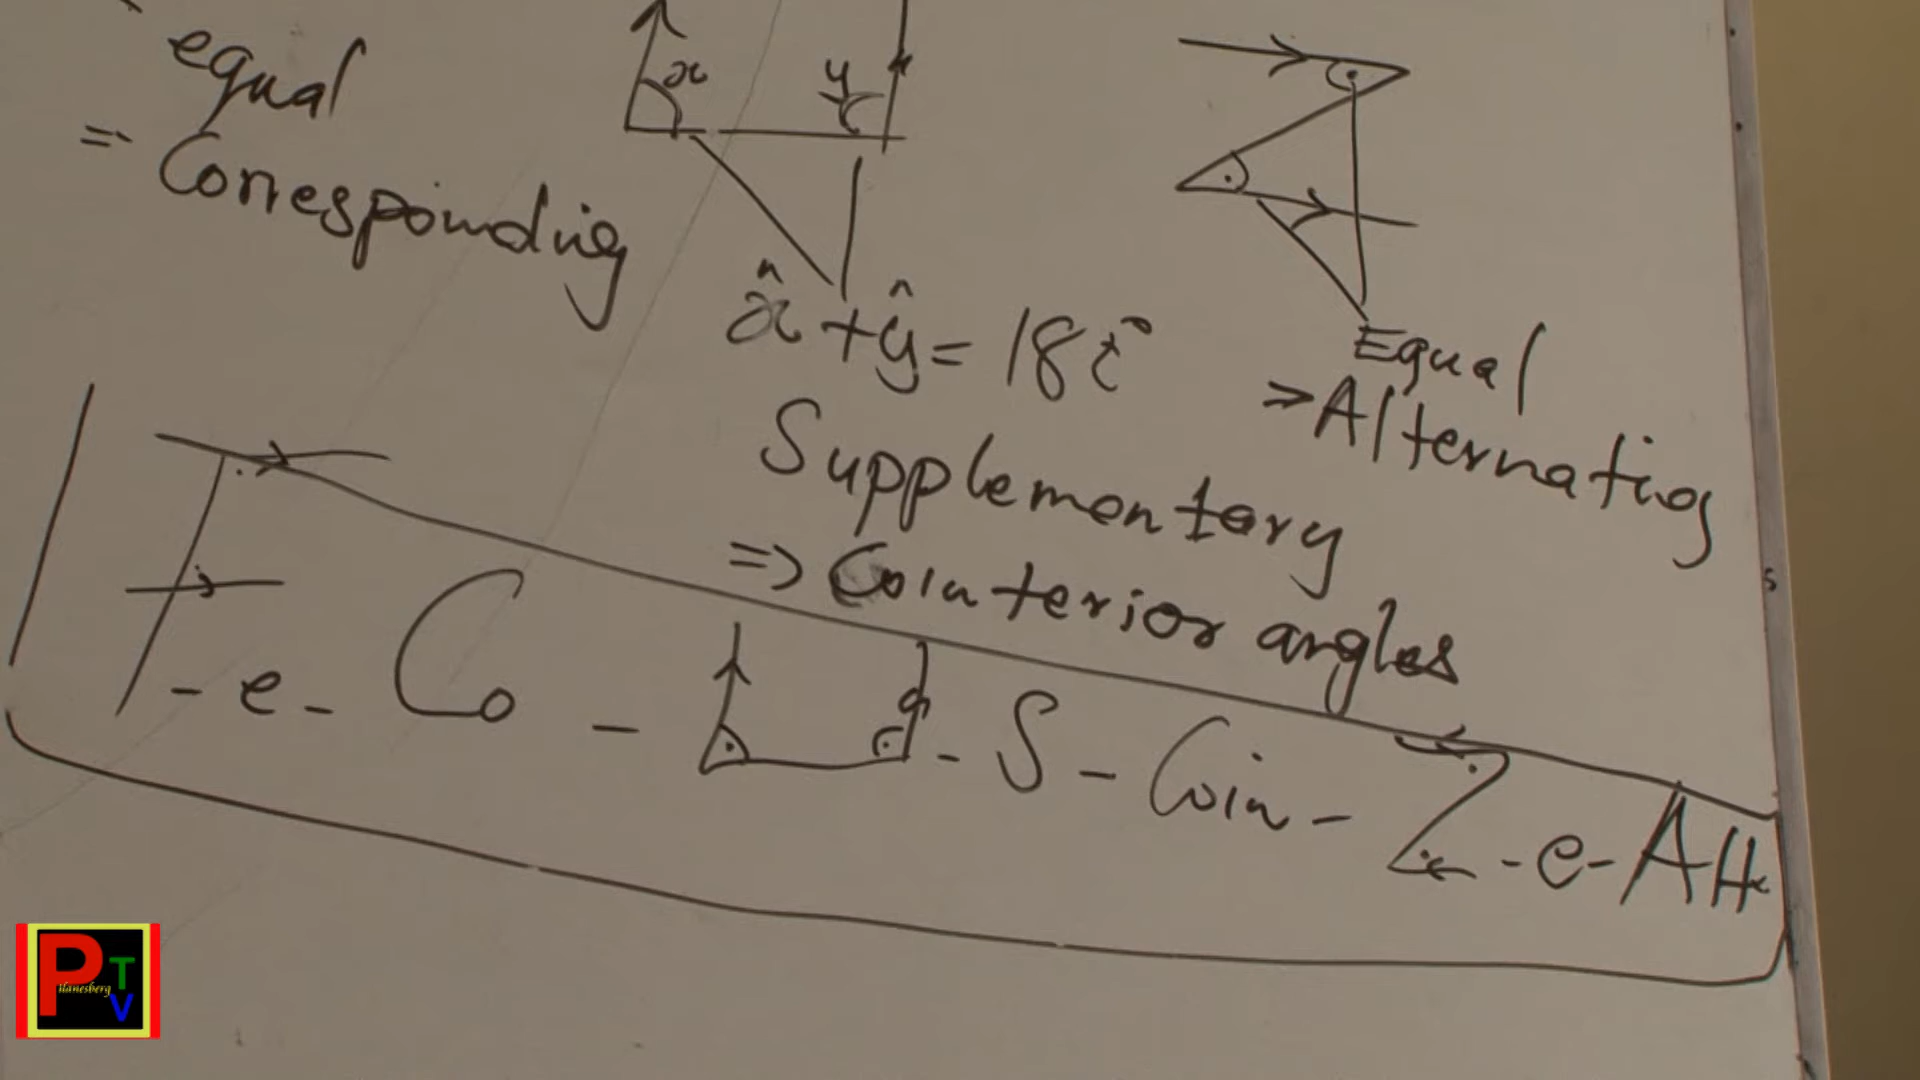 equal
⇒ Corresponding
x
y
x̂ + ŷ = 180°
Supplementary
⇒ Cointerior angles
Equal
⇒ Alternating
F - e - Co - ⊔ - S - Coin - Z - e - Alt
P
ilanesberg
T
V